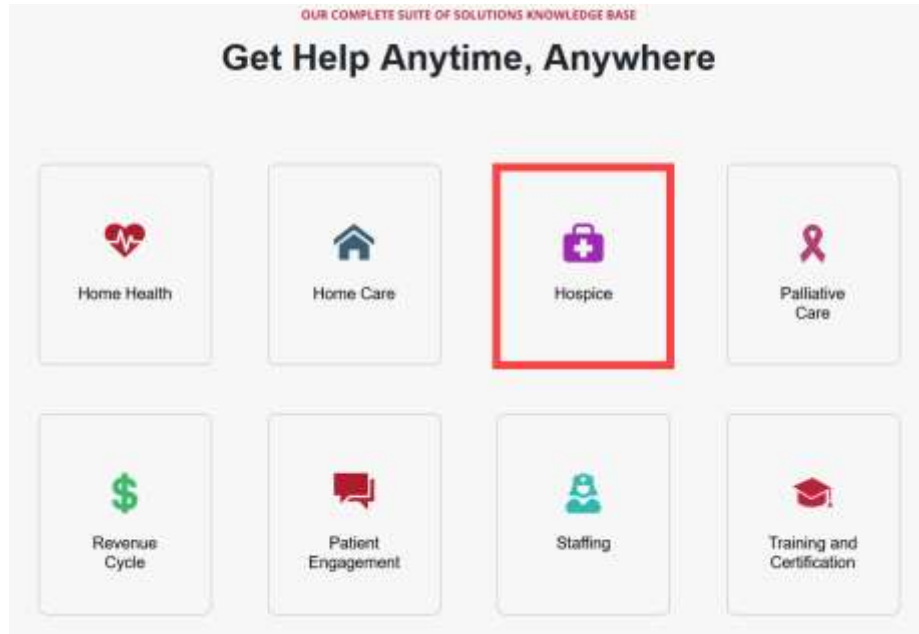 OUR COMPLETE SUITE OF SOLUTIONS KNOWLEDGE BASE
Get Help Anytime, Anywhere
Home Health
Home Care
Hospice
Palliative
Care
Revenue
Cycle
Patient
Engagement
Staffing
Training and
Certification